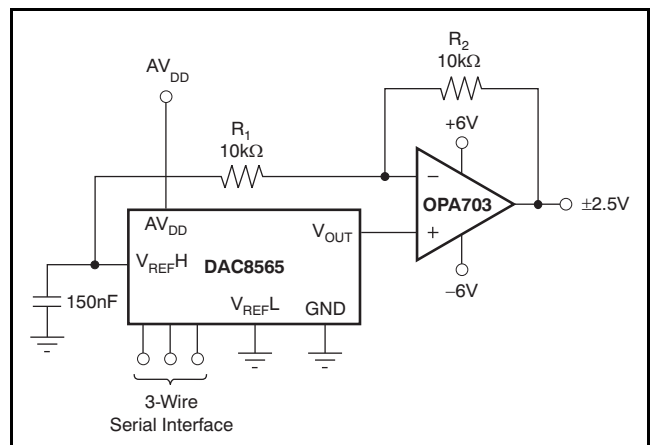 R2
10kΩ
AVDD
+6V
R1
10kΩ
−
OPA703
±2.5V
+
AVDD
VOUT
VREFH
DAC8565
−6V
150nF
VREFL
GND
3-Wire
Serial Interface